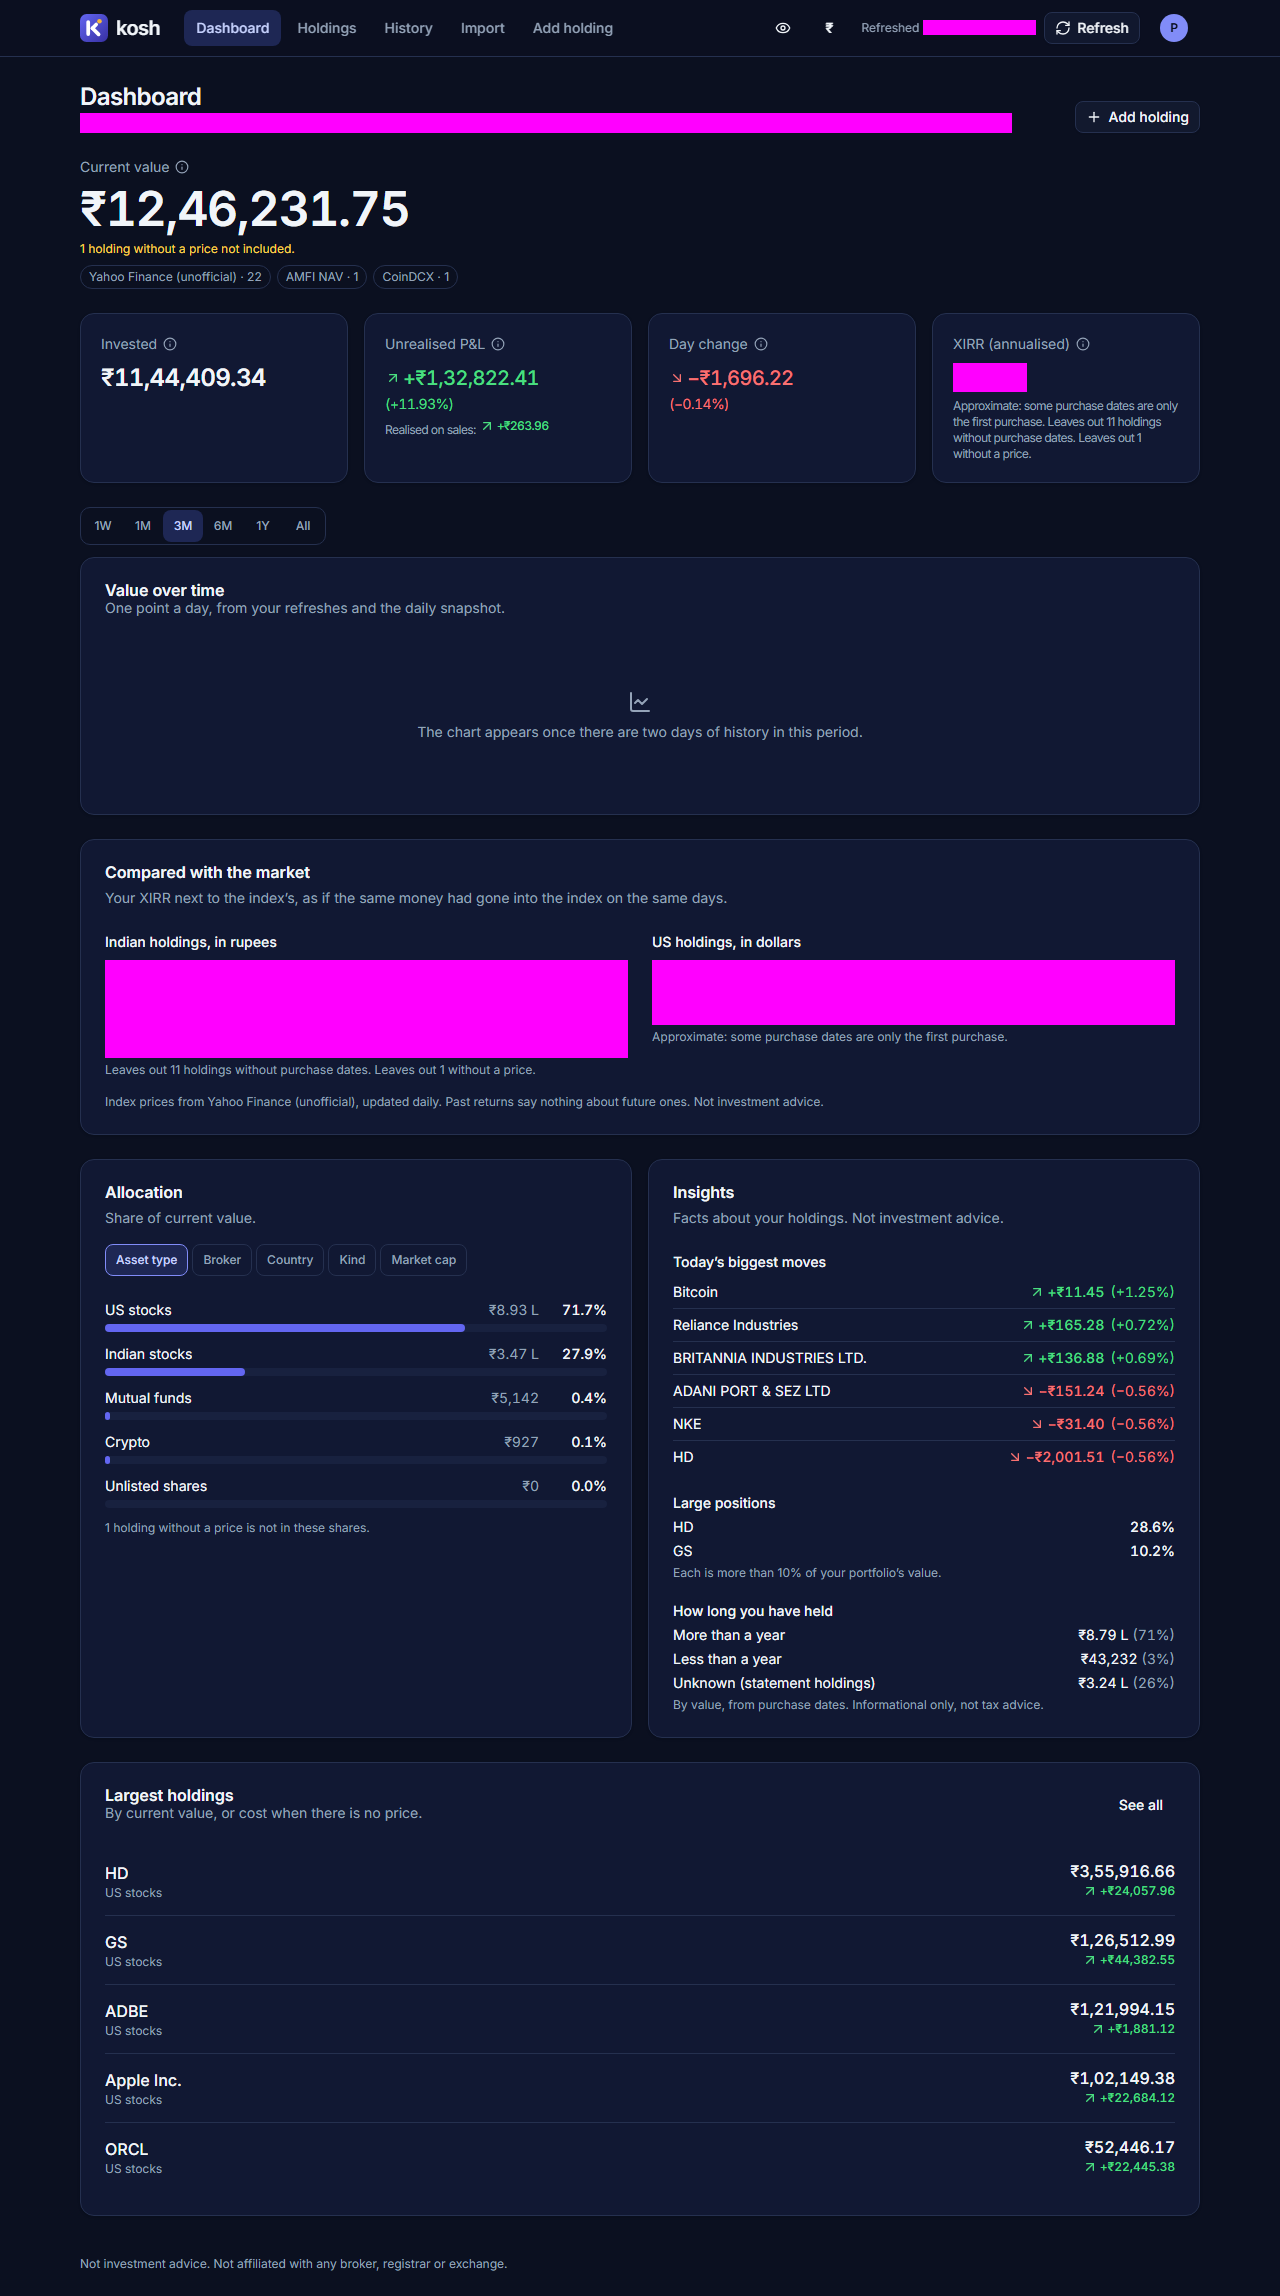 kosh
Dashboard
Holdings
History
Import
Add holding
₹
Refreshed
Refresh
P
Dashboard
Add holding
Current value
₹12,46,231.75
1 holding without a price not included.
Yahoo Finance (unofficial) · 22
AMFI NAV · 1
CoinDCX · 1
Invested
₹11,44,409.34
Unrealised P&L
+₹1,32,822.41
(+11.93%)
Realised on sales: +₹263.96
Day change
−₹1,696.22
(−0.14%)
XIRR (annualised)
Approximate: some purchase dates are only
the first purchase. Leaves out 11 holdings
without purchase dates. Leaves out 1
without a price.
1W
1M
3M
6M
1Y
All
Value over time
One point a day, from your refreshes and the daily snapshot.
The chart appears once there are two days of history in this period.
Compared with the market
Your XIRR next to the index’s, as if the same money had gone into the index on the same days.
Indian holdings, in rupees
Leaves out 11 holdings without purchase dates. Leaves out 1 without a price.
US holdings, in dollars
Approximate: some purchase dates are only the first purchase.
Index prices from Yahoo Finance (unofficial), updated daily. Past returns say nothing about future ones. Not investment advice.
Allocation
Share of current value.
Asset type
Broker
Country
Kind
Market cap
US stocks ₹8.93 L 71.7%
Indian stocks ₹3.47 L 27.9%
Mutual funds ₹5,142 0.4%
Crypto ₹927 0.1%
Unlisted shares ₹0 0.0%
1 holding without a price is not in these shares.
Insights
Facts about your holdings. Not investment advice.
Today’s biggest moves
Bitcoin +₹11.45 (+1.25%)
Reliance Industries +₹165.28 (+0.72%)
BRITANNIA INDUSTRIES LTD. +₹136.88 (+0.69%)
ADANI PORT & SEZ LTD −₹151.24 (−0.56%)
NKE −₹31.40 (−0.56%)
HD −₹2,001.51 (−0.56%)
Large positions
HD 28.6%
GS 10.2%
Each is more than 10% of your portfolio’s value.
How long you have held
More than a year ₹8.79 L (71%)
Less than a year ₹43,232 (3%)
Unknown (statement holdings) ₹3.24 L (26%)
By value, from purchase dates. Informational only, not tax advice.
Largest holdings
By current value, or cost when there is no price.
See all
HD ₹3,55,916.66
US stocks +₹24,057.96
GS ₹1,26,512.99
US stocks +₹44,382.55
ADBE ₹1,21,994.15
US stocks +₹1,881.12
Apple Inc. ₹1,02,149.38
US stocks +₹22,684.12
ORCL ₹52,446.17
US stocks +₹22,445.38
Not investment advice. Not affiliated with any broker, registrar or exchange.